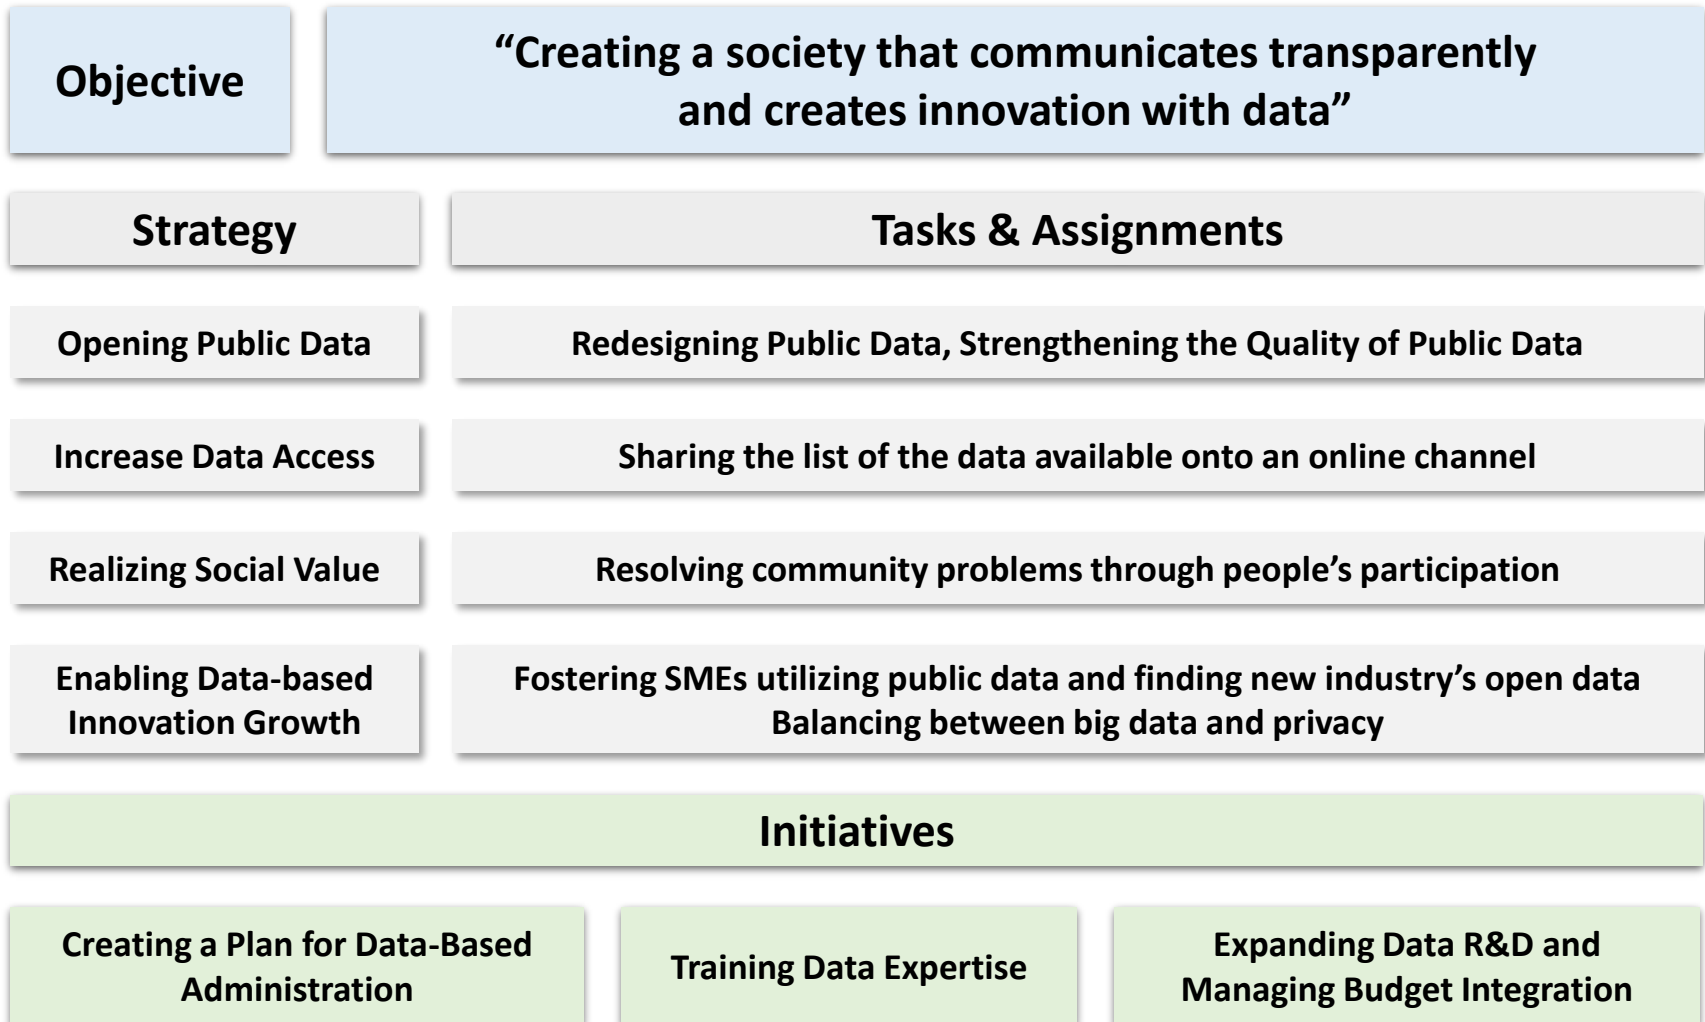 Objective
“Creating a society that communicates transparently
and creates innovation with data”
Strategy
Tasks & Assignments
Opening Public Data
Redesigning Public Data, Strengthening the Quality of Public Data
Increase Data Access
Sharing the list of the data available onto an online channel
Realizing Social Value
Resolving community problems through people’s participation
Enabling Data-based
Innovation Growth
Fostering SMEs utilizing public data and finding new industry’s open data
Balancing between big data and privacy
Initiatives
Creating a Plan for Data-Based
Administration
Training Data Expertise
Expanding Data R&D and
Managing Budget Integration